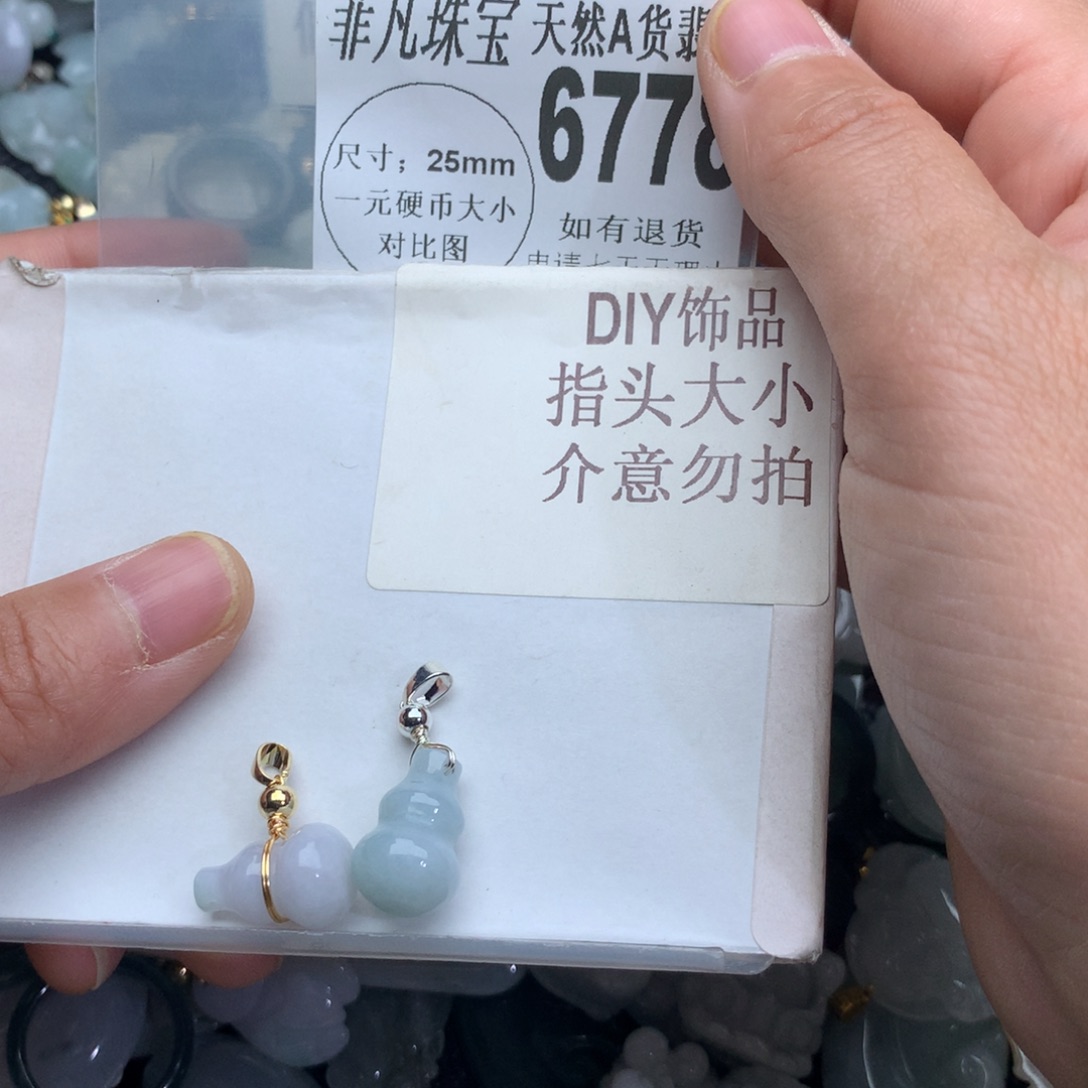 非凡珠宝 天然A货翡
6778
尺寸；25mm
一元硬币大小
对比图
如有退货
DIY饰品
指头大小
介意勿拍